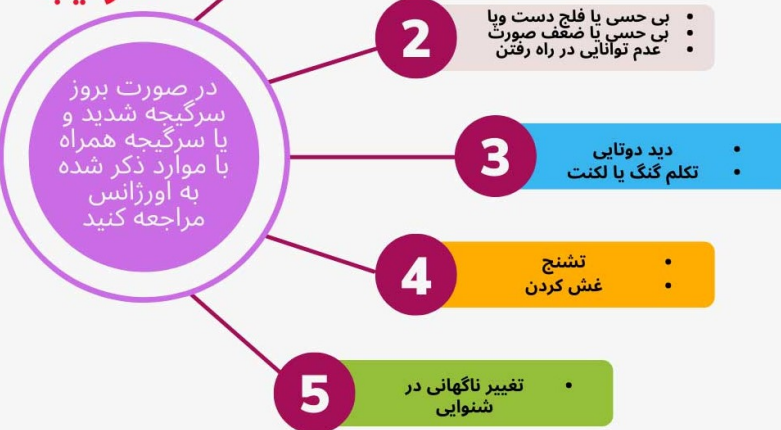 در صورت بروز
سرگیجه شدید و
یا سرگیجه همراه
با موارد ذکر شده
به اورژانس
مراجعه کنید
2
• بی حسی یا فلج دست وپا
• بی حسی یا ضعف صورت
• عدم توانایی در راه رفتن
3
• دید دوتایی
• تکلم گنگ یا لکنت
4
• تشنج
• غش کردن
5
• تغییر ناگهانی در
شنوایی